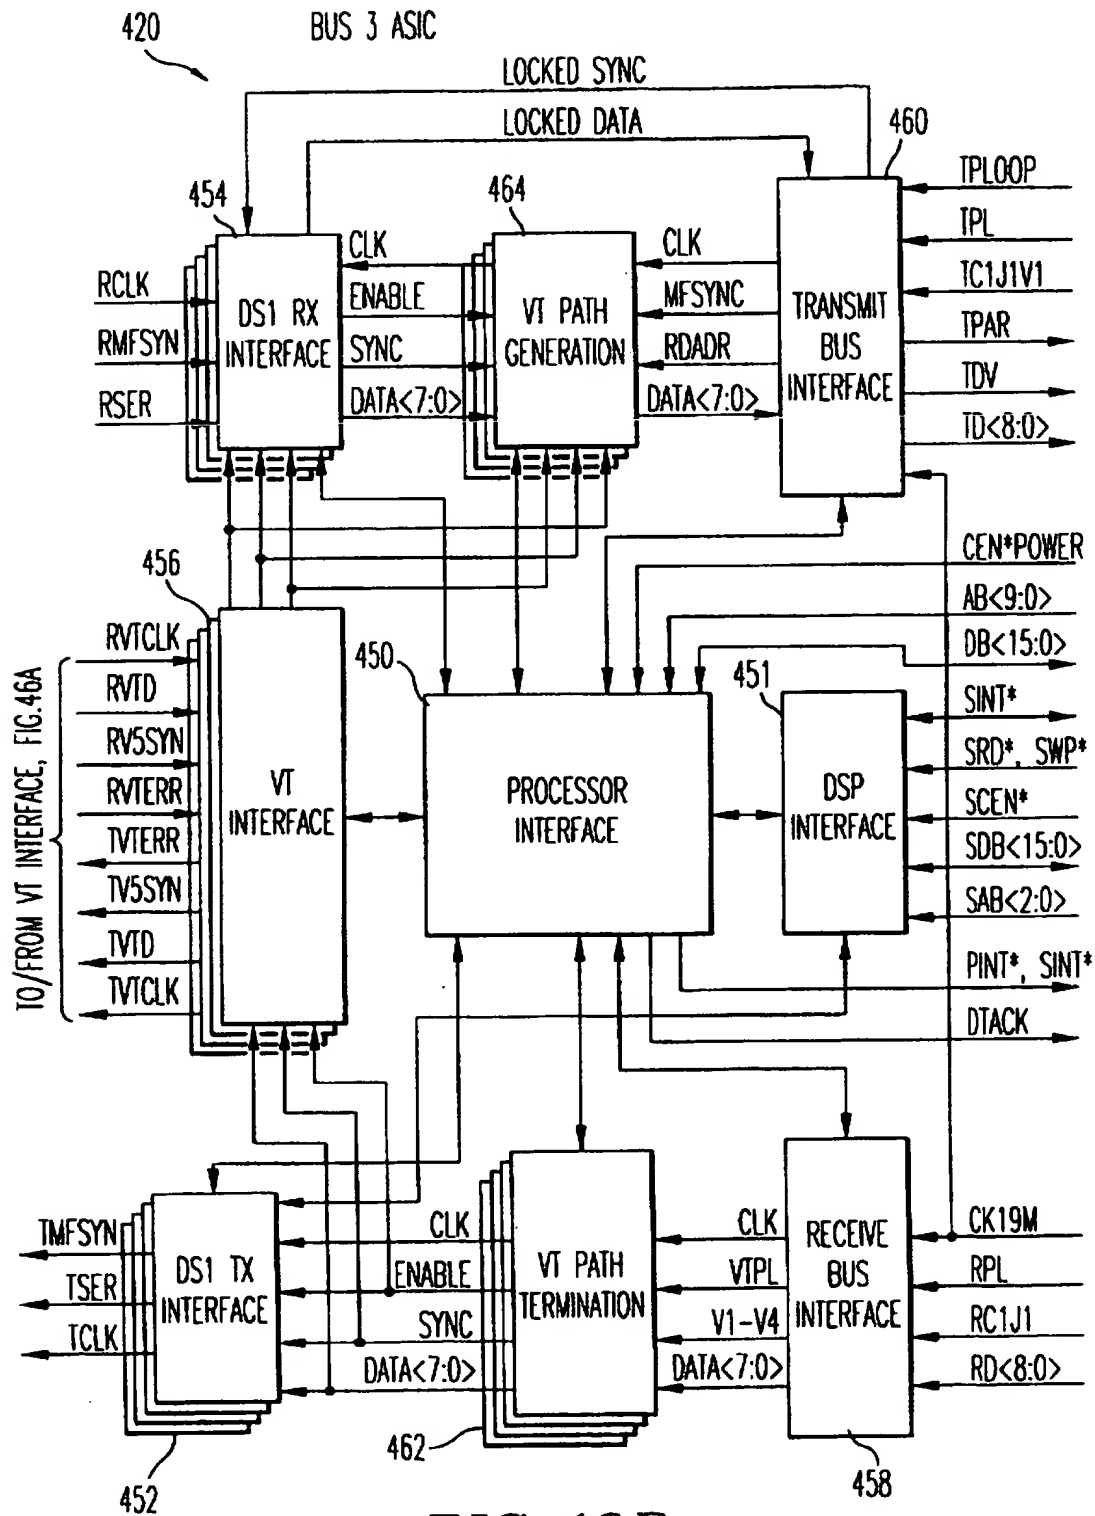 420
BUS 3 ASIC
LOCKED SYNC
LOCKED DATA
460
454
464
TPLOOP
TPL
TC1J1V1
TPAR
TDV
TD<8:0>
RCLK
RMFSYN
RSER
DS1 RX
INTERFACE
CLK
ENABLE
SYNC
DATA<7:0>
VT PATH
GENERATION
CLK
MFSYNC
RDADR
DATA<7:0>
TRANSMIT
BUS
INTERFACE
CEN*POWER
AB<9:0>
DB<15:0>
456
450
451
TO/FROM VT INTERFACE, FIG.46A
RVTCLK
RVTD
RV5SYN
RVTERR
TVTERR
TV5SYN
TVTD
TVTCLK
VT
INTERFACE
PROCESSOR
INTERFACE
DSP
INTERFACE
SINT*
SRD*, SWP*
SCEN*
SDB<15:0>
SAB<2:0>
PINT*, SINT*
DTACK
TMFSYN
TSER
TCLK
DS1 TX
INTERFACE
CLK
ENABLE
SYNC
DATA<7:0>
VT PATH
TERMINATION
CLK
VTPL
V1-V4
DATA<7:0>
RECEIVE
BUS
INTERFACE
CK19M
RPL
RC1J1
RD<8:0>
452
462
458